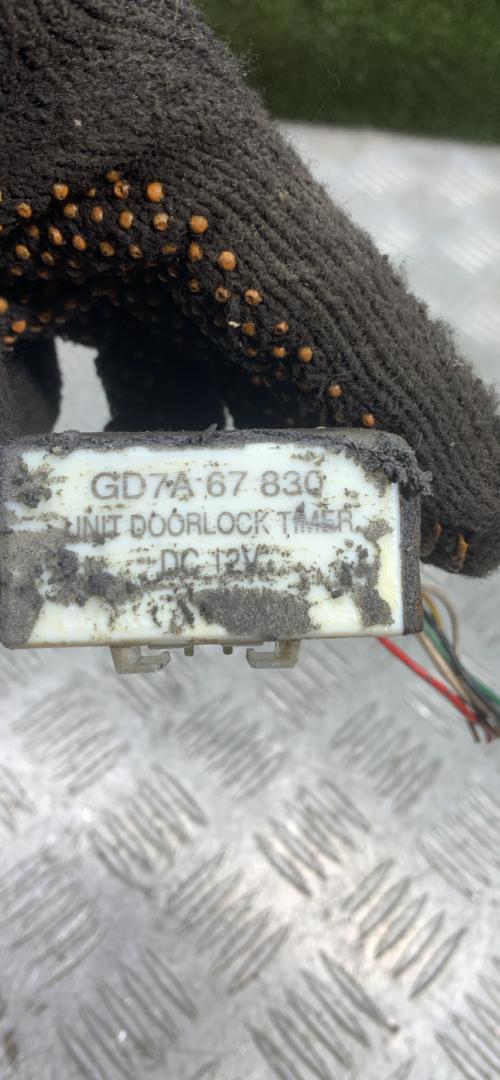 GD7A 67 830
UNIT DOORLOCK TIMER
DC 12V